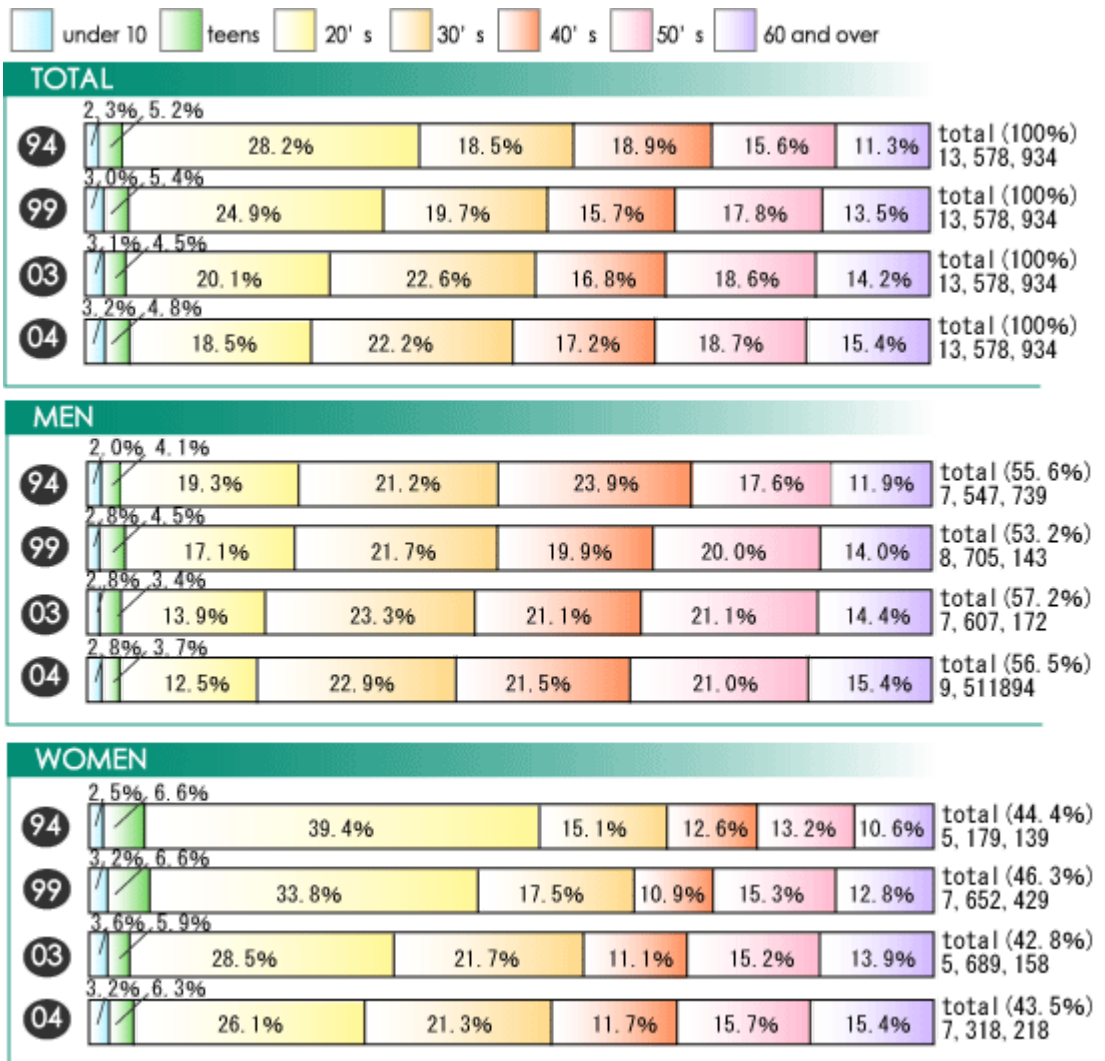 under 10 teens 20' s 30' s 40' s 50' s 60 and over
TOTAL
2.3% 5.2%
94 28.2% 18.5% 18.9% 15.6% 11.3% total(100%)
13,578,934
3.0% 5.4%
99 24.9% 19.7% 15.7% 17.8% 13.5% total(100%)
13,578,934
3.1% 4.5%
03 20.1% 22.6% 16.8% 18.6% 14.2% total(100%)
13,578,934
3.2% 4.8%
04 18.5% 22.2% 17.2% 18.7% 15.4% total(100%)
13,578,934
MEN
2.0% 4.1%
94 19.3% 21.2% 23.9% 17.6% 11.9% total(55.6%)
7,547,739
2.8% 4.5%
99 17.1% 21.7% 19.9% 20.0% 14.0% total(53.2%)
8,705,143
2.8% 3.4%
03 13.9% 23.3% 21.1% 21.1% 14.4% total(57.2%)
7,607,172
2.8% 3.7%
04 12.5% 22.9% 21.5% 21.0% 15.4% total(56.5%)
9,511894
WOMEN
2.5% 6.6%
94 39.4% 15.1% 12.6% 13.2% 10.6% total(44.4%)
5,179,139
3.2% 6.6%
99 33.8% 17.5% 10.9% 15.3% 12.8% total(46.3%)
7,652,429
3.6% 5.9%
03 28.5% 21.7% 11.1% 15.2% 13.9% total(42.8%)
5,689,158
3.2% 6.3%
04 26.1% 21.3% 11.7% 15.7% 15.4% total(43.5%)
7,318,218